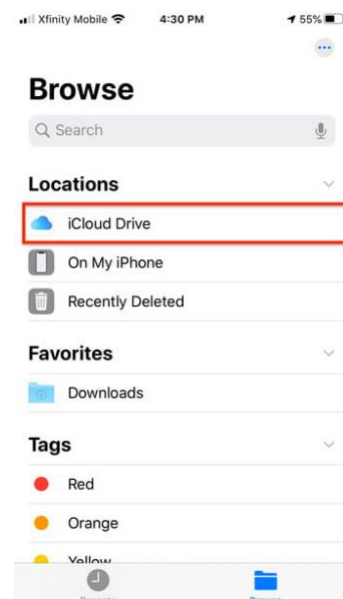 Xfinity Mobile 4:30 PM 55%
Browse
Search
Locations
iCloud Drive
On My iPhone
Recently Deleted
Favorites
Downloads
Tags
Red
Orange
Yellow